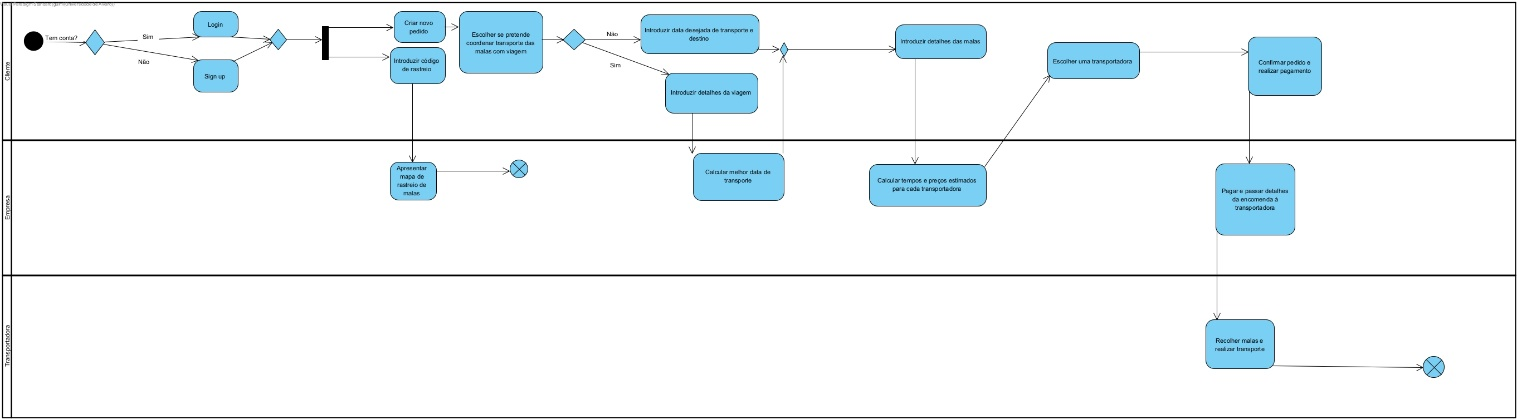 Cliente
Tem conta?
Sim
Não
Login
Sign up
Criar novo
pedido
Introduzir código
de rastreio
Escolher se pretende
coordenar transporte das
malas com viagem
Não
Sim
Introduzir data desejada de transporte e
destino
Introduzir detalhes da viagem
Introduzir detalhes das malas
Escolher uma transportadora
Confirmar pedido e
realizar pagamento
Empresa
Apresentar
mapa de
rastreio de
malas
Calcular melhor data de
transporte
Calcular tempos e preços estimados
para cada transportadora
Pagar e passar detalhes
da encomenda à
transportadora
Transportadora
Recolher malas e
realizar transporte